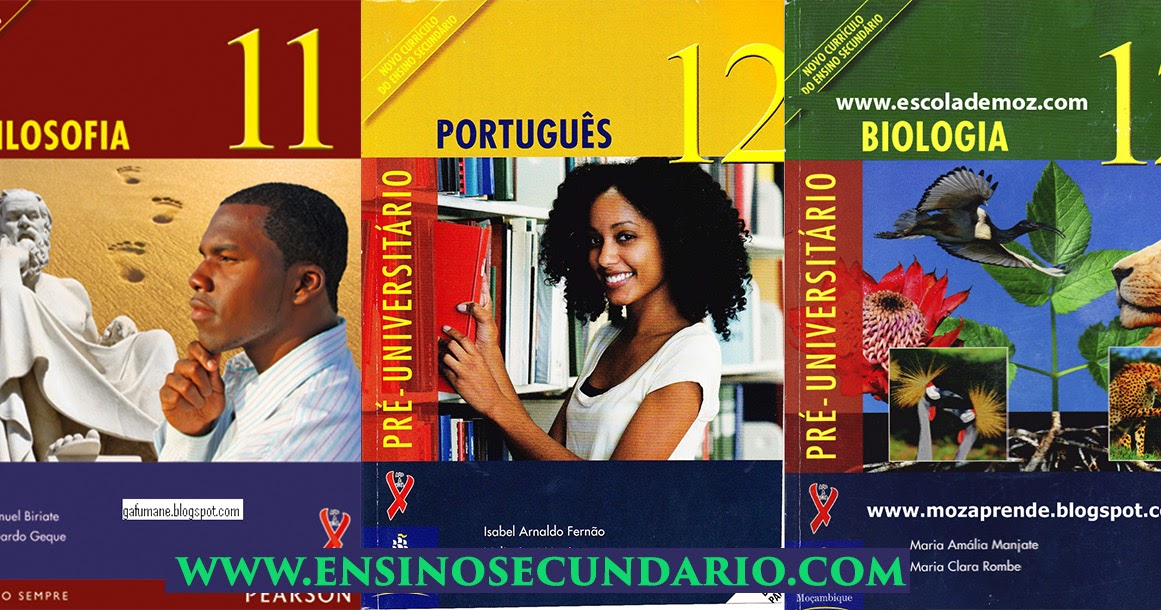 11
ILOSOFIA
gafumane.blogspot.com
nuel Biriate
ardo Geque
O SEMPRE
PEARSON
NOVO CURRÍCULO
DO ENSINO SECUNDÁRIO
12
PORTUGUÊS
PRÉ-UNIVERSITÁRIO
Isabel Arnaldo Fernão
NOVO CURRÍCULO
DO ENSINO SECUNDÁRIO
www.escolademoz.com
BIOLOGIA
PRÉ-UNIVERSITÁRIO
www.mozaprende.blogspot.co
Maria Amália Manjate
Maria Clara Rombe
Moçambique
WWW.ENSINOSECUNDARIO.COM